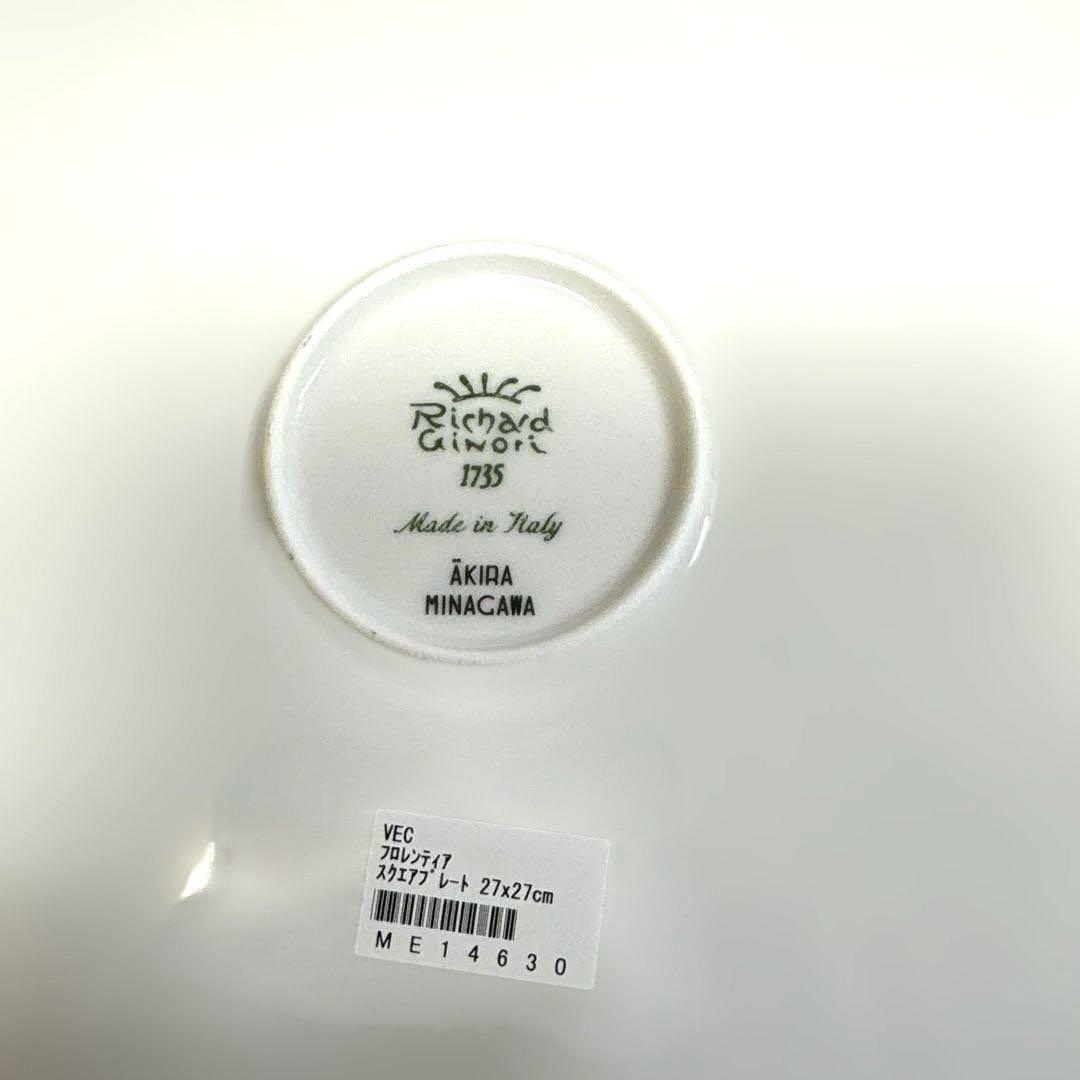 Richard
Ginori
1735
Made in Italy
ĀKIRA
MINAGAWA
VEC
フロレンティア
スクエアプレート 27x27cm
ME14630